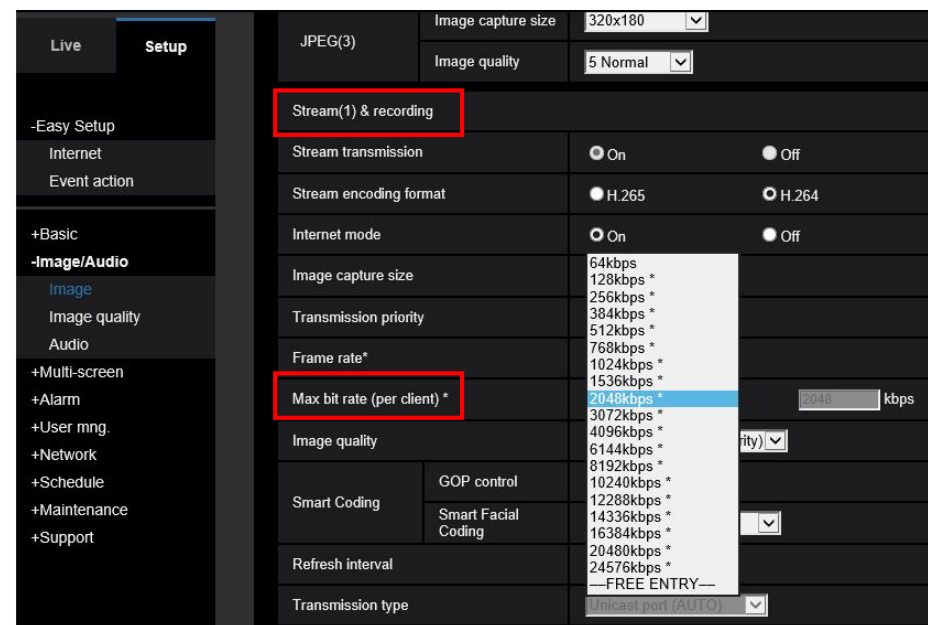 Live
Setup
-Easy Setup
Internet
Event action
+Basic
-Image/Audio
Image
Image quality
Audio
+Multi-screen
+Alarm
+User mng.
+Network
+Schedule
+Maintenance
+Support
JPEG(3)
Image capture size
320x180
Image quality
5 Normal
Stream(1) & recording
Stream transmission
On
Off
Stream encoding format
H.265
H.264
Internet mode
On
Off
Image capture size
Transmission priority
Frame rate*
Max bit rate (per client) *
64kbps
128kbps *
256kbps *
384kbps *
512kbps *
768kbps *
1024kbps *
1536kbps *
2048kbps *
3072kbps *
4096kbps *
6144kbps *
8192kbps *
10240kbps *
12288kbps *
14336kbps *
16384kbps *
20480kbps *
24576kbps *
—FREE ENTRY—
2048
kbps
Image quality
rity)
Smart Coding
GOP control
Smart Facial
Coding
Refresh interval
Transmission type
Unicast port (AUTO)